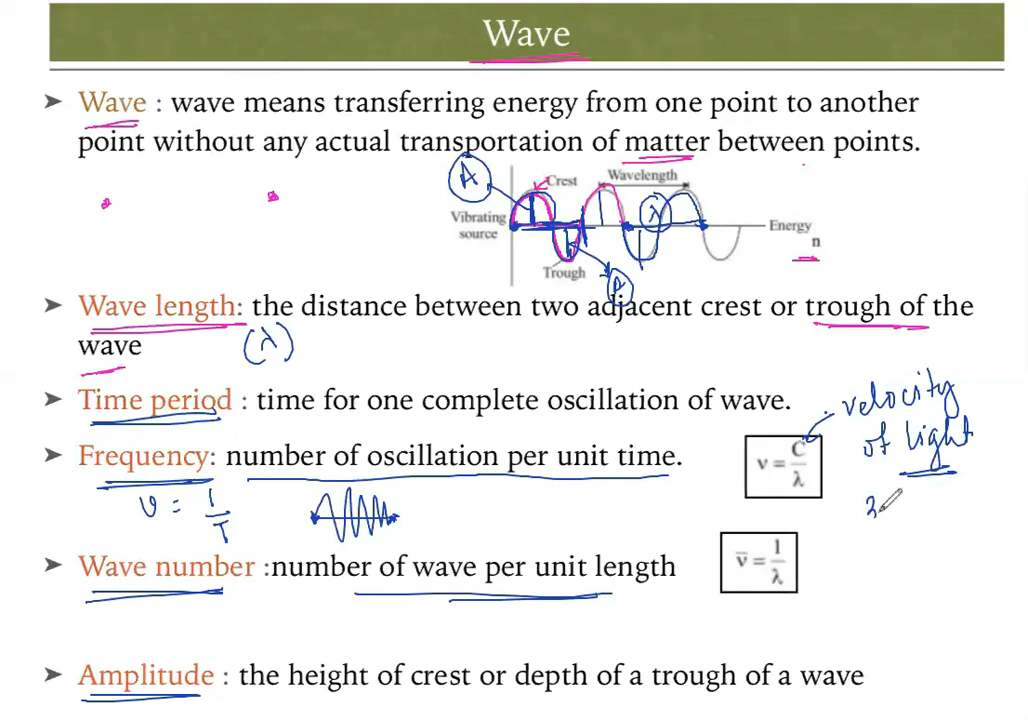 Wave
➤ Wave : wave means transferring energy from one point to another
point without any actual transportation of matter between points.
A
Crest
Wavelength
λ
Vibrating
source
Energy
n
Trough
A
➤ Wave length: the distance between two adjacent crest or trough of the
wave
(λ)
➤ Time period : time for one complete oscillation of wave.
velocity
of light
➤ Frequency: number of oscillation per unit time.
ν = C/λ
ν = 1/T
3
➤ Wave number :number of wave per unit length
ν̅ = 1/λ
➤ Amplitude : the height of crest or depth of a trough of a wave